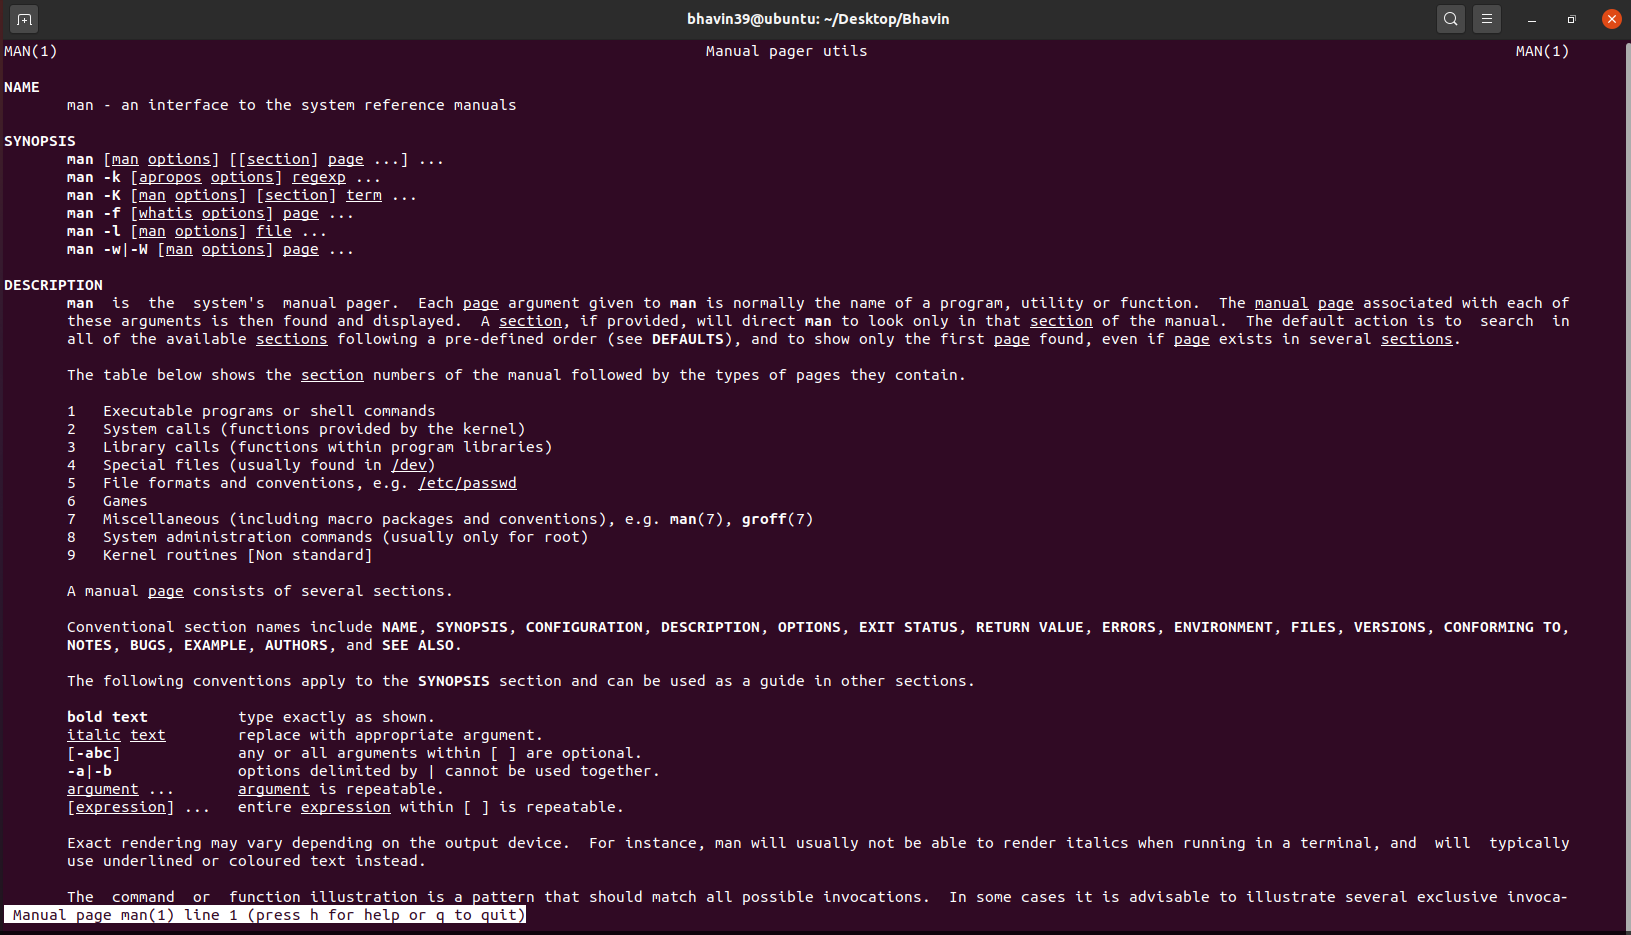 bhavin39@ubuntu: ~/Desktop/Bhavin
MAN(1) Manual pager utils MAN(1)
NAME
man - an interface to the system reference manuals
SYNOPSIS
man [man options] [[section] page ...] ...
man -k [apropos options] regexp ...
man -K [man options] [section] term ...
man -f [whatis options] page ...
man -l [man options] file ...
man -w|-W [man options] page ...
DESCRIPTION
man is the system's manual pager. Each page argument given to man is normally the name of a program, utility or function. The manual page associated with each of
these arguments is then found and displayed. A section, if provided, will direct man to look only in that section of the manual. The default action is to search in
all of the available sections following a pre-defined order (see DEFAULTS), and to show only the first page found, even if page exists in several sections.
The table below shows the section numbers of the manual followed by the types of pages they contain.
1 Executable programs or shell commands
2 System calls (functions provided by the kernel)
3 Library calls (functions within program libraries)
4 Special files (usually found in /dev)
5 File formats and conventions, e.g. /etc/passwd
6 Games
7 Miscellaneous (including macro packages and conventions), e.g. man(7), groff(7)
8 System administration commands (usually only for root)
9 Kernel routines [Non standard]
A manual page consists of several sections.
Conventional section names include NAME, SYNOPSIS, CONFIGURATION, DESCRIPTION, OPTIONS, EXIT STATUS, RETURN VALUE, ERRORS, ENVIRONMENT, FILES, VERSIONS, CONFORMING TO,
NOTES, BUGS, EXAMPLE, AUTHORS, and SEE ALSO.
The following conventions apply to the SYNOPSIS section and can be used as a guide in other sections.
bold text type exactly as shown.
italic text replace with appropriate argument.
[-abc] any or all arguments within [ ] are optional.
-a|-b options delimited by | cannot be used together.
argument ... argument is repeatable.
[expression] ... entire expression within [ ] is repeatable.
Exact rendering may vary depending on the output device. For instance, man will usually not be able to render italics when running in a terminal, and will typically
use underlined or coloured text instead.
The command or function illustration is a pattern that should match all possible invocations. In some cases it is advisable to illustrate several exclusive invoca-
Manual page man(1) line 1 (press h for help or q to quit)